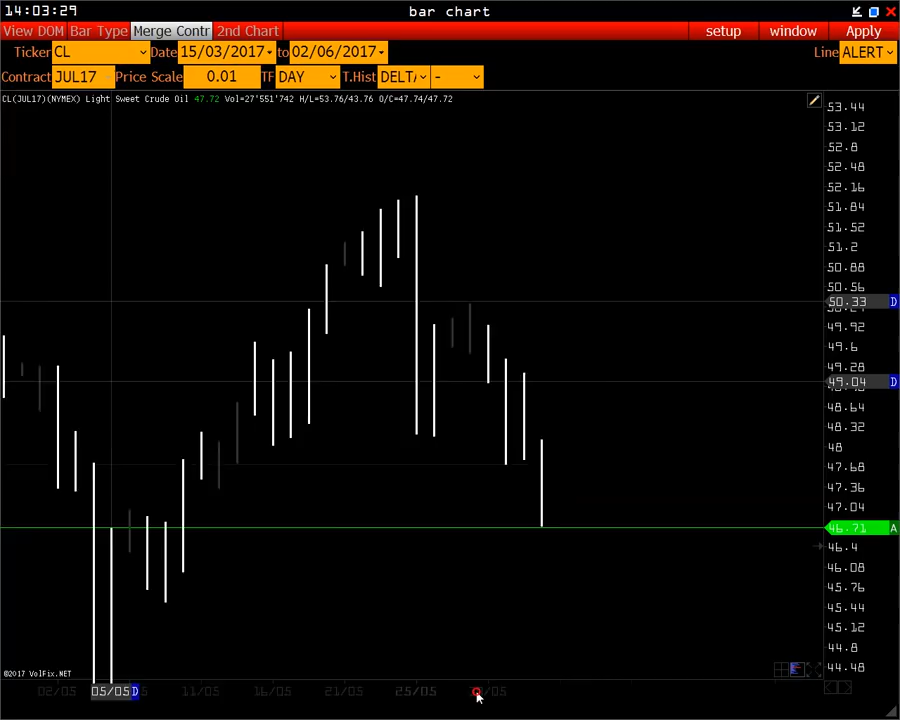 14:03:29 bar chart
View DOM Bar Type Merge Contr 2nd Chart setup window Apply
Ticker CL Date 15/03/2017 to 02/06/2017 Line ALERT
Contract JUL17 Price Scale 0.01 TF DAY T.Hist DELT -
CL(JUL17)(NYMEX) Light Sweet Crude Oil 47.72 Vol=27'551'742 H/L=53.76/43.76 O/C=47.74/47.72
53.44
53.12
52.8
52.48
52.16
51.84
51.52
51.2
50.88
50.56
50.33 D
49.92
49.6
49.28
49.04 D
48.64
48.32
48
47.68
47.36
47.04
46.71 A
46.4
46.08
45.76
45.44
45.12
44.8
44.48
©2017 VolFix.NET
02/05 05/05 D 11/05 16/05 21/05 25/05 /05